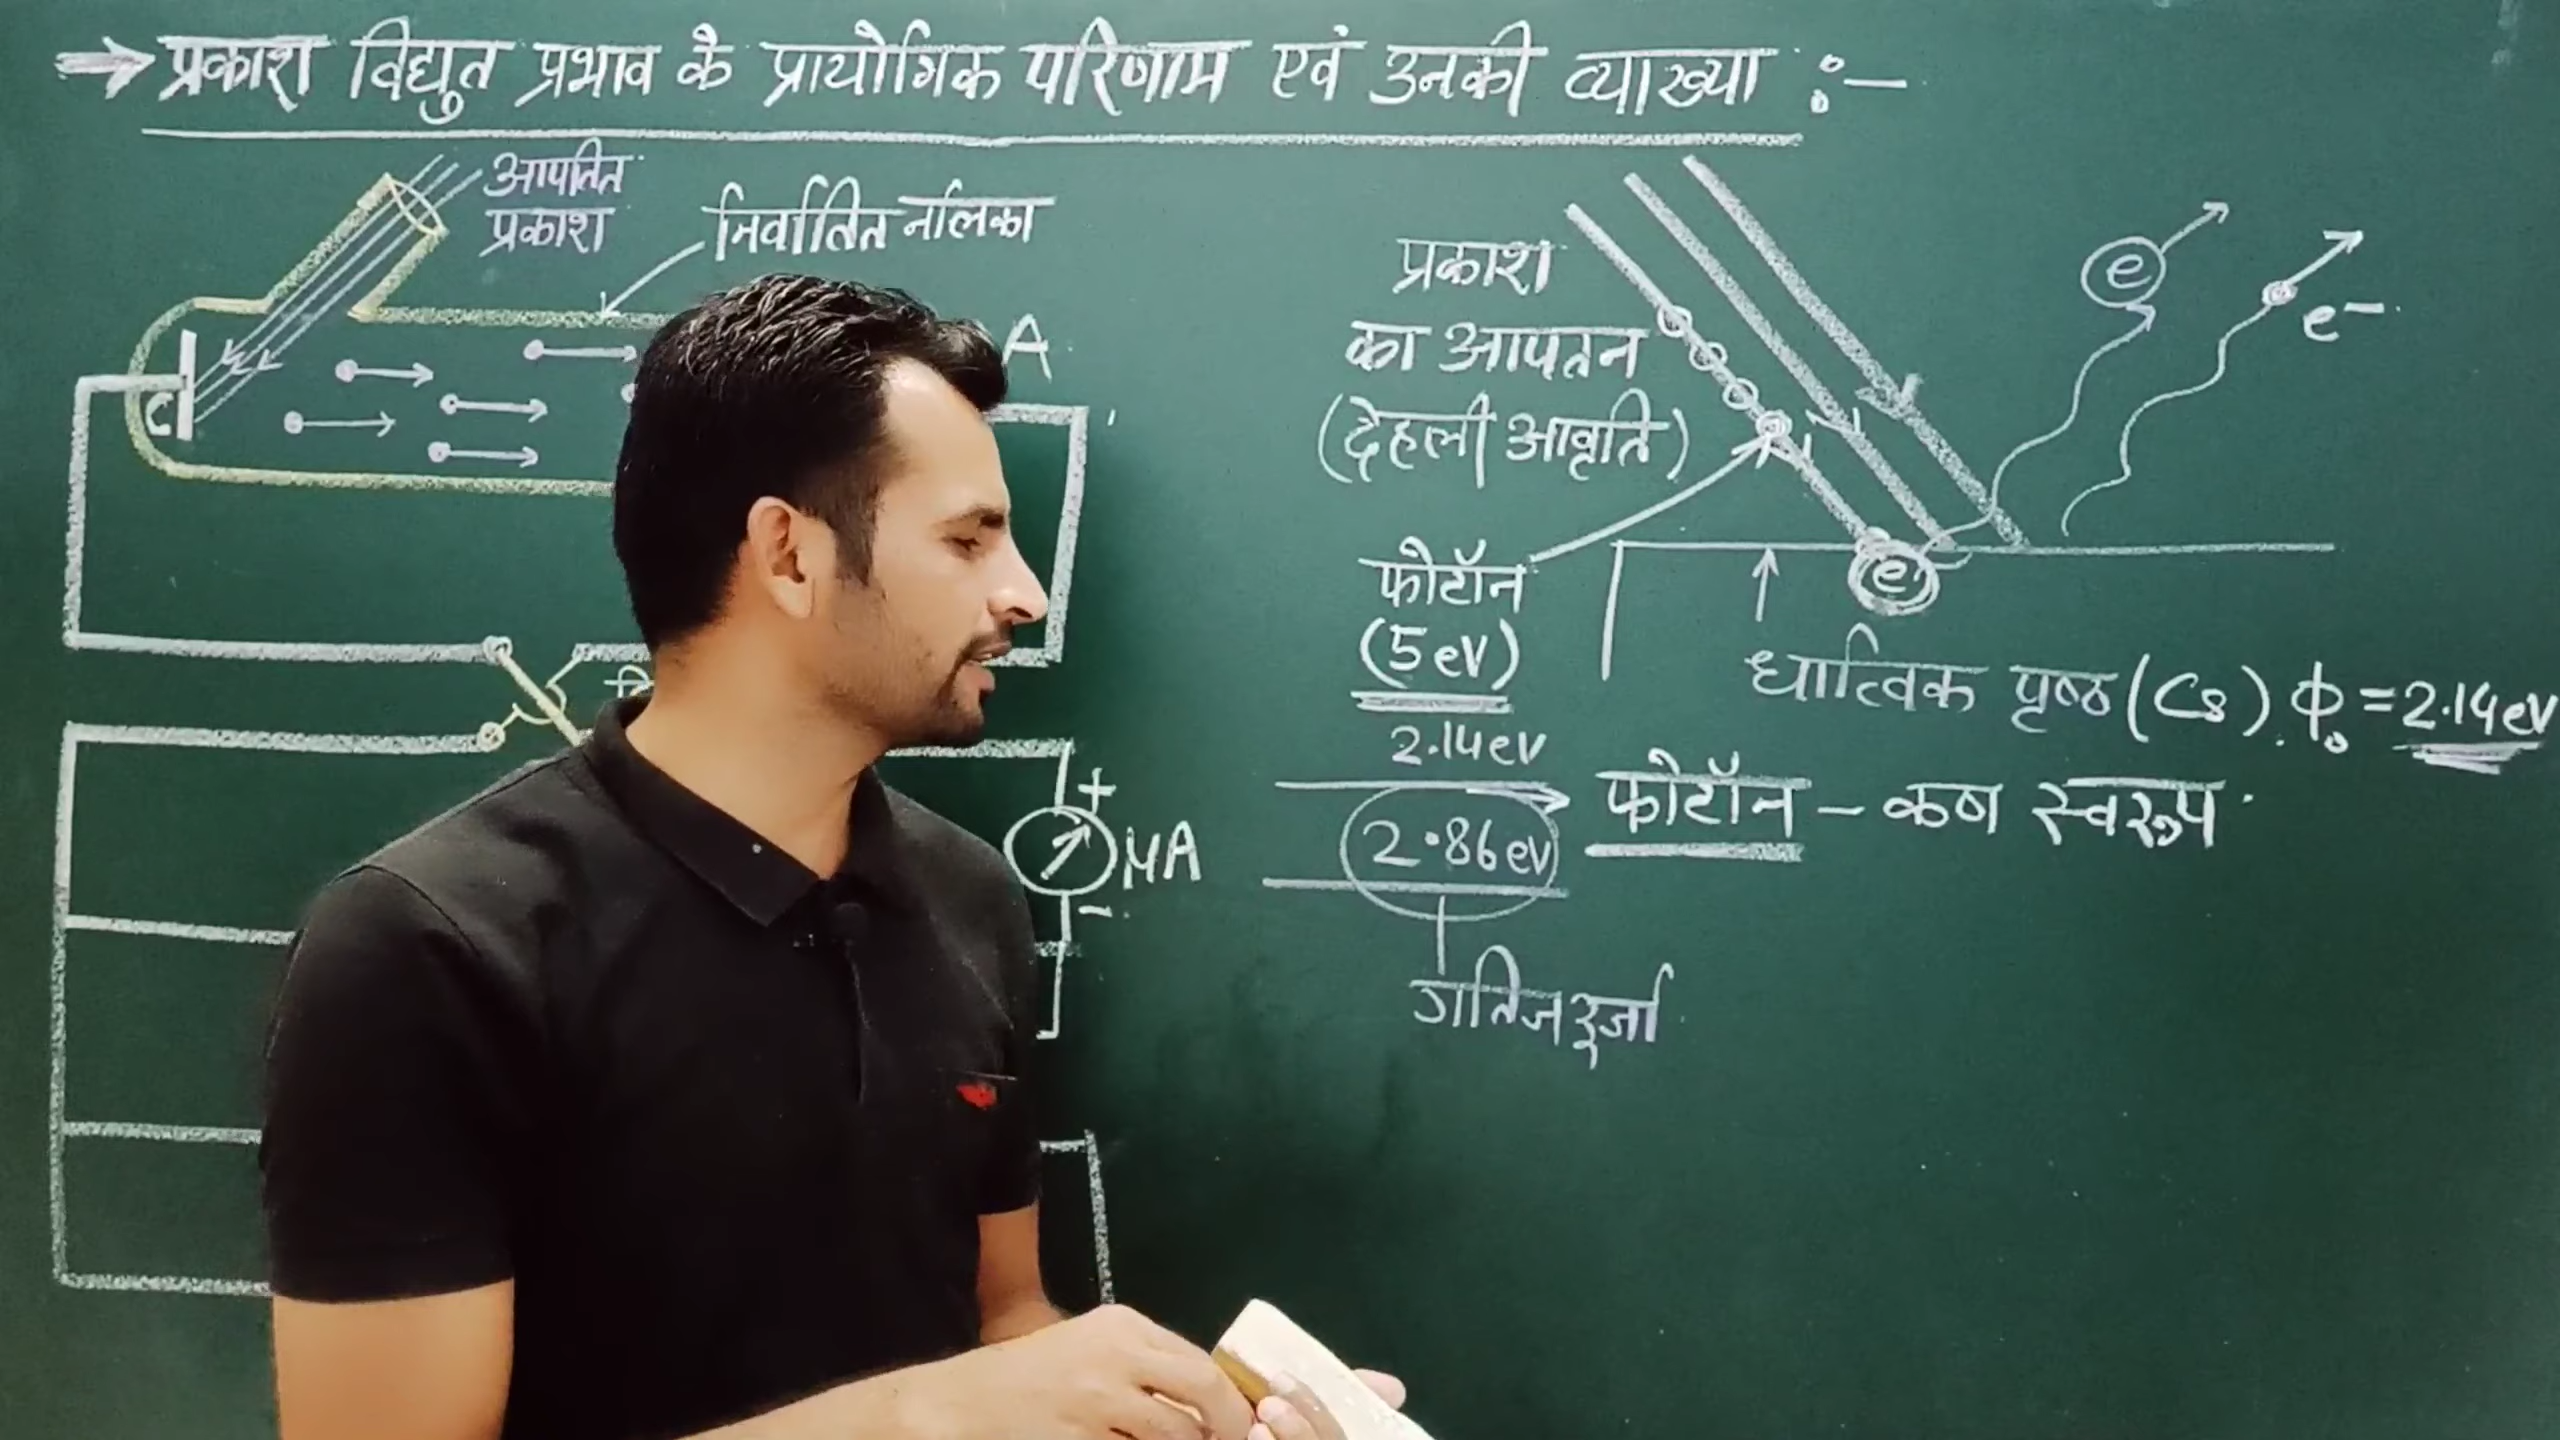 → प्रकाश विद्युत प्रभाव के प्रायोगिक परिणाम एवं उनकी व्याख्या :-
आपतित
प्रकाश
निर्वातित नलिका
A
C
+
μA
-
प्रकाश
का आपतन
(देहली आवृति)
फोटॉन
(5eV)
2.14eV
2.86eV
गतिज ऊर्जा
e
e-
e
धात्विक पृष्ठ (Cs). ϕ₀ = 2.14eV
→ फोटॉन - कण स्वरूप